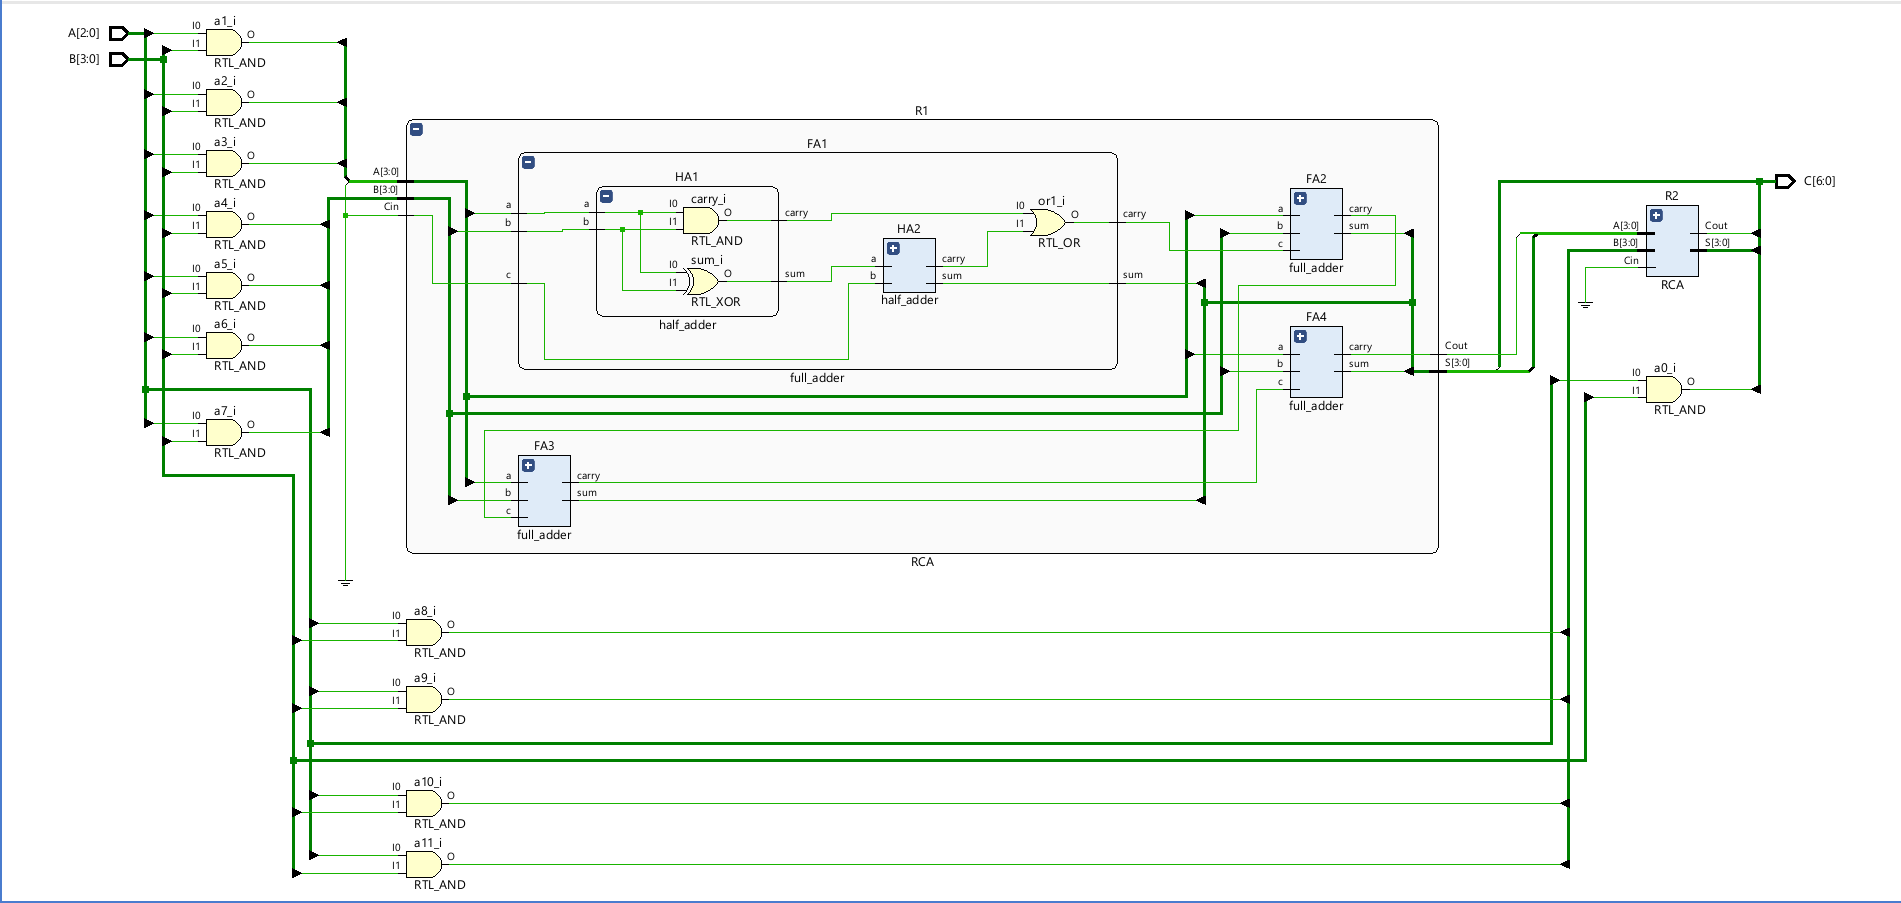 A[2:0]
B[3:0]
a1_i
I0
I1
O
RTL_AND
a2_i
I0
I1
O
RTL_AND
a3_i
I0
I1
O
RTL_AND
a4_i
I0
I1
O
RTL_AND
a5_i
I0
I1
O
RTL_AND
a6_i
I0
I1
O
RTL_AND
a7_i
I0
I1
O
RTL_AND
R1
A[3:0]
B[3:0]
Cin
FA1
a
b
c
HA1
a
b
carry_i
I0
I1
O
RTL_AND
sum_i
I0
I1
O
RTL_XOR
carry
sum
half_adder
HA2
a
b
carry
sum
half_adder
or1_i
I0
I1
O
RTL_OR
carry
sum
full_adder
FA2
a
b
c
carry
sum
full_adder
FA4
a
b
c
carry
sum
full_adder
FA3
a
b
c
carry
sum
full_adder
Cout
S[3:0]
RCA
R2
A[3:0]
B[3:0]
Cin
Cout
S[3:0]
RCA
C[6:0]
a0_i
I0
I1
O
RTL_AND
a8_i
I0
I1
O
RTL_AND
a9_i
I0
I1
O
RTL_AND
a10_i
I0
I1
O
RTL_AND
a11_i
I0
I1
O
RTL_AND